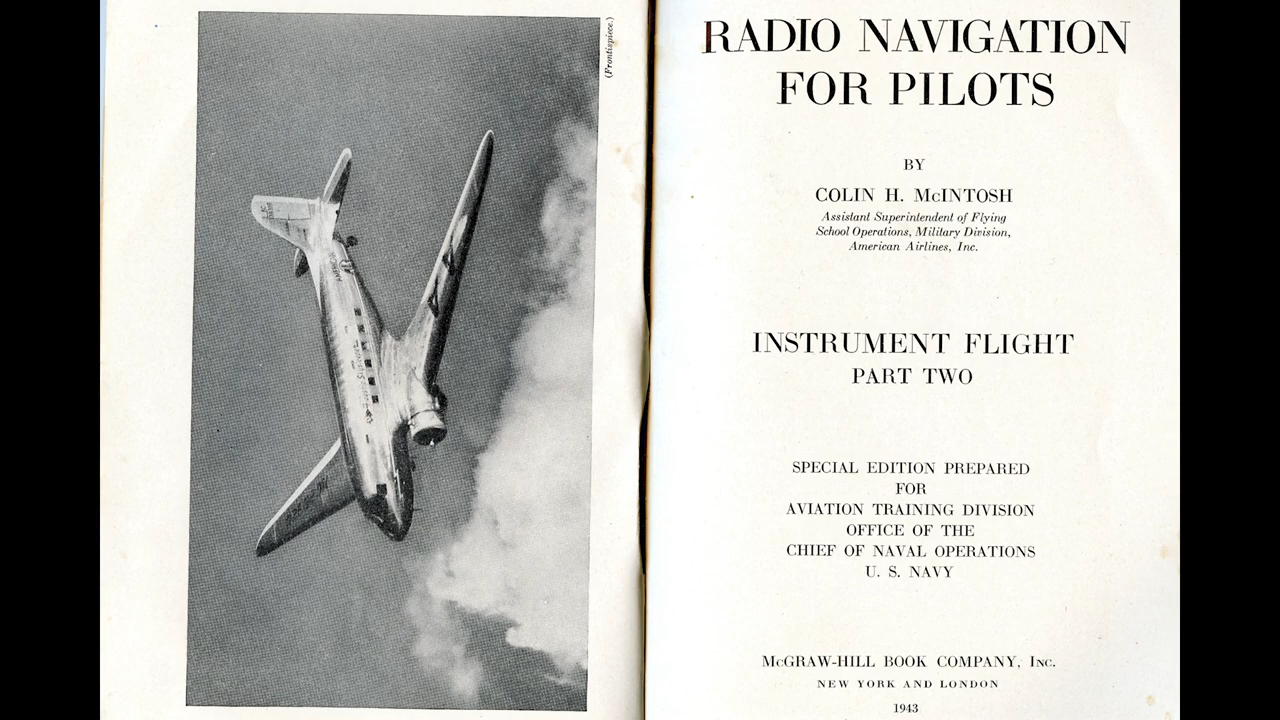 (Frontispiece.)
RADIO NAVIGATION
FOR PILOTS
BY
COLIN H. McINTOSH
Assistant Superintendent of Flying
School Operations, Military Division,
American Airlines, Inc.
INSTRUMENT FLIGHT
PART TWO
SPECIAL EDITION PREPARED
FOR
AVIATION TRAINING DIVISION
OFFICE OF THE
CHIEF OF NAVAL OPERATIONS
U. S. NAVY
McGRAW-HILL BOOK COMPANY, Inc.
NEW YORK AND LONDON
1943